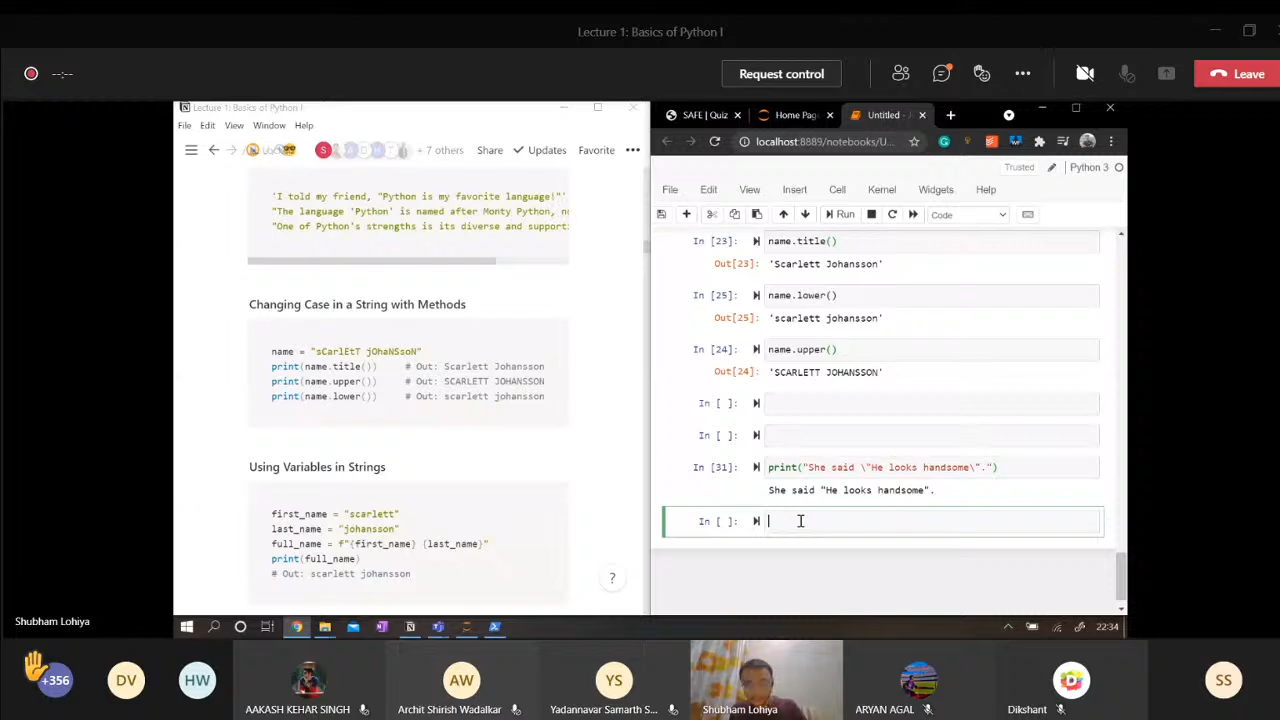 Lecture 1: Basics of Python I
--:--
Request control
Leave
Lecture 1: Basics of Python I
File Edit View Window Help
S
+ 7 others
Share
Updates
Favorite
'I told my friend, "Python is my favorite language!"'
"The language 'Python' is named after Monty Python,
"One of Python's strengths is its diverse and
Changing Case in a String with Methods
name = "sCarlEtT jOhaNSsoN"
print(name.title()) # Out: Scarlett Johansson
print(name.upper()) # Out: SCARLETT JOHANSSON
print(name.lower()) # Out: scarlett johansson
Using Variables in Strings
first_name = "scarlett"
last_name = "johansson"
full_name = f"{first_name} {last_name}"
print(full_name)
# Out: scarlett johansson
?
SAFE | Quiz
Home Page
Untitled -
localhost:8889/notebooks/U...
Trusted
Python 3
File Edit View Insert Cell Kernel Widgets Help
Run
Code
In [23]: name.title()
Out[23]: 'Scarlett Johansson'
In [25]: name.lower()
Out[25]: 'scarlett johansson'
In [24]: name.upper()
Out[24]: 'SCARLETT JOHANSSON'
In [ ]:
In [ ]:
In [31]: print("She said \"He looks handsome\".")
She said "He looks handsome".
In [ ]:
Shubham Lohiya
22:34
+356
DV
HW
AW
YS
SS
AAKASH KEHAR SINGH
Archit Shirish Wadalkar
Yadannavar Samarth S...
Shubham Lohiya
ARYAN AGAL
Dikshant